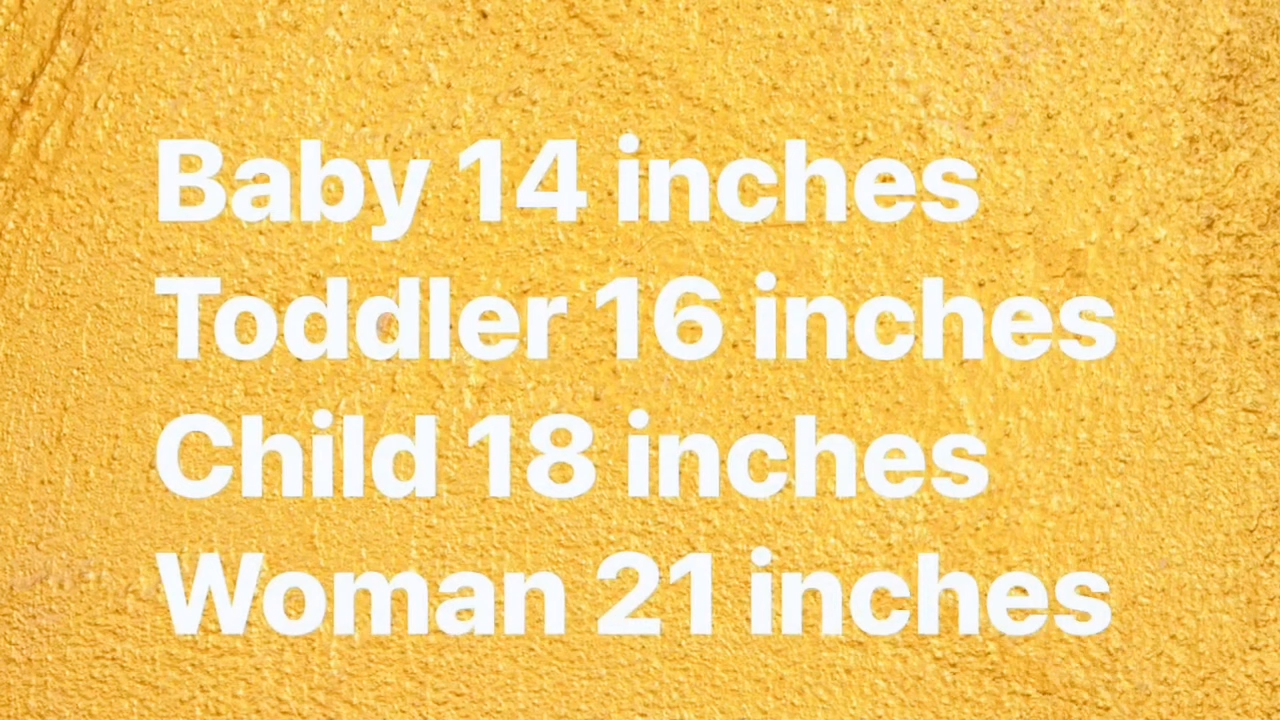 Baby 14 inches
Toddler 16 inches
Child 18 inches
Woman 21 inches